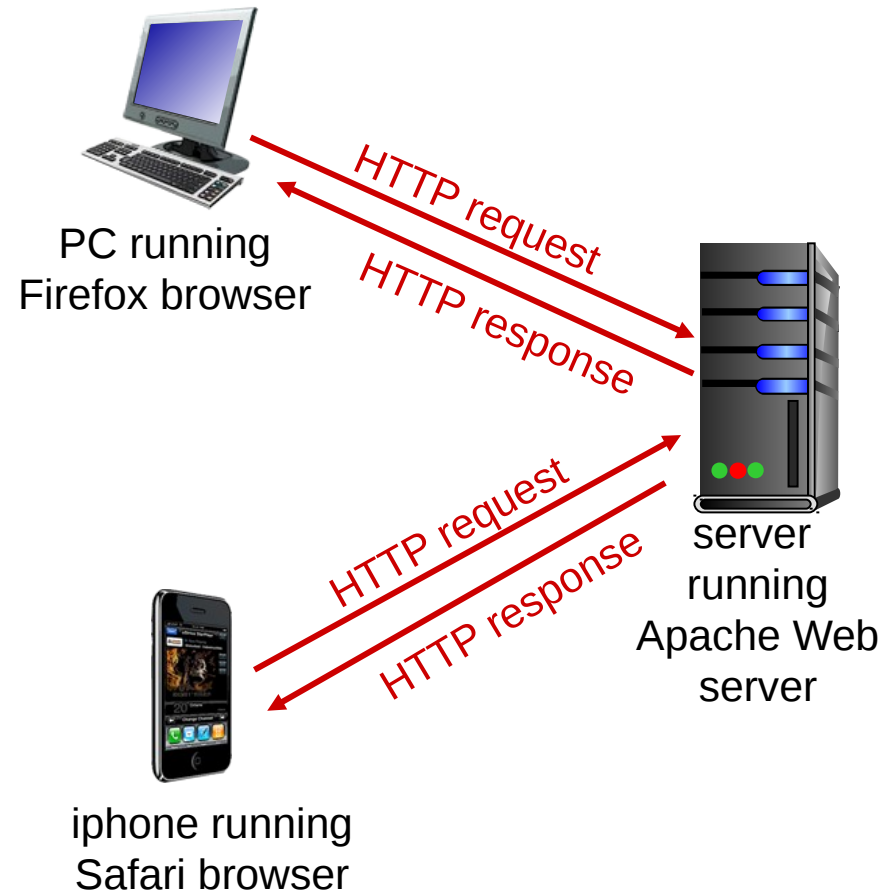 HTTP request
HTTP response
PC running
Firefox browser
HTTP request
HTTP response
server
running
Apache Web
server
iphone running
Safari browser